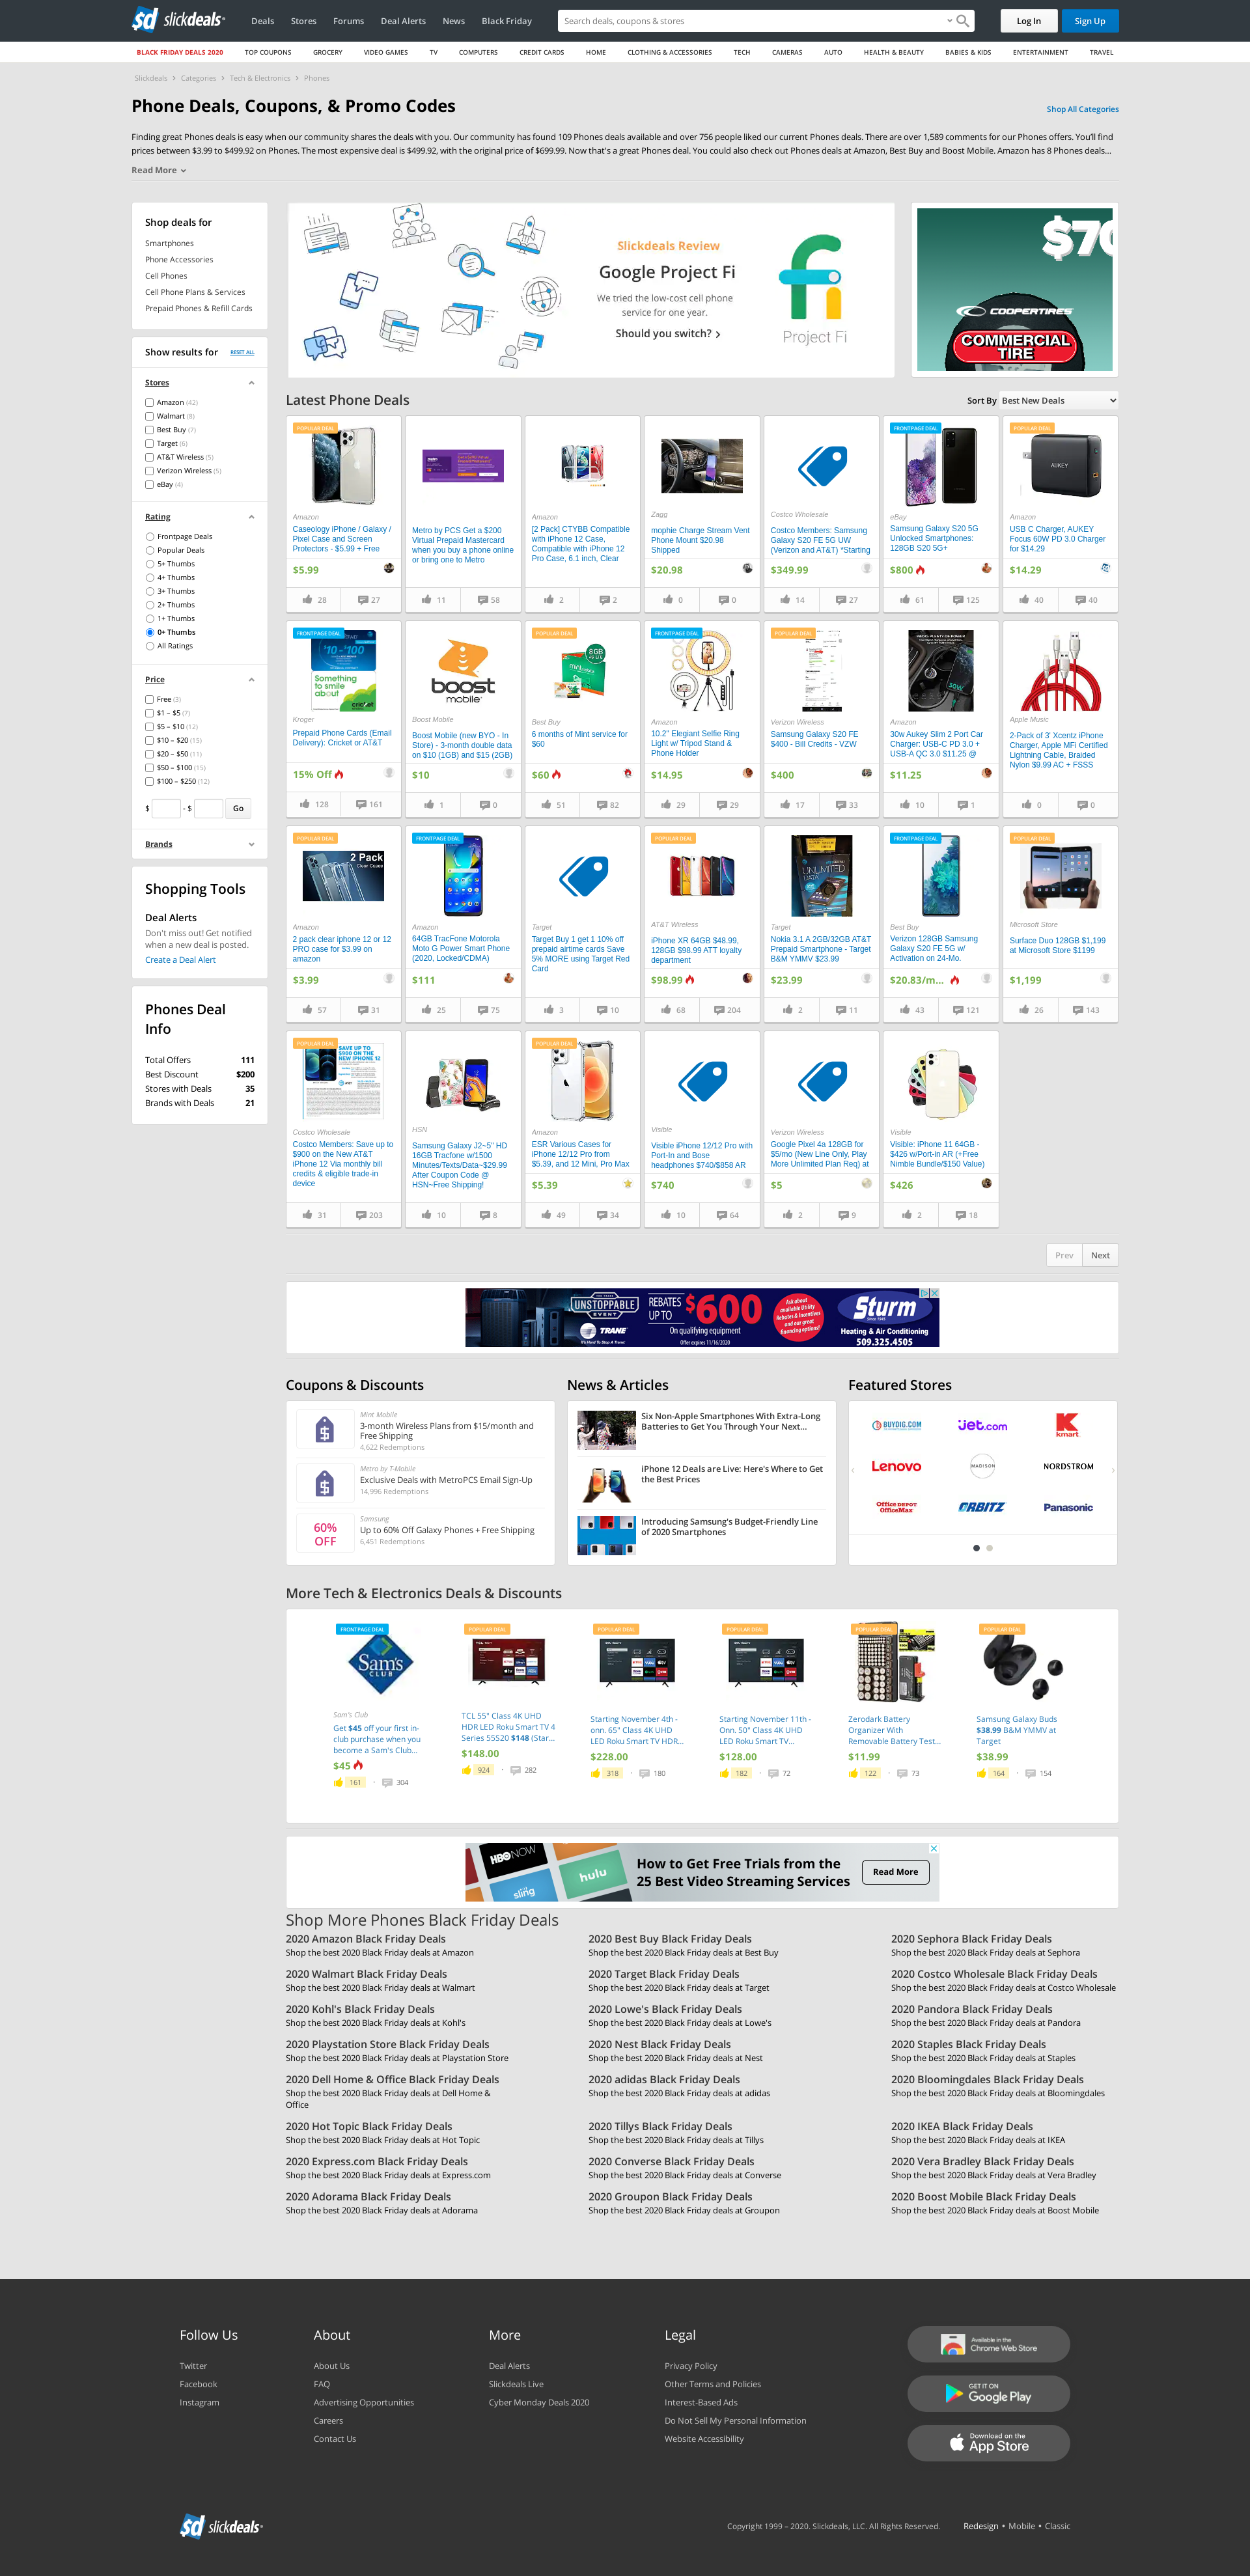 sd slickdeals
Deals Stores Forums Deal Alerts News Black Friday
Search deals, coupons & stores
Log In
Sign Up
BLACK FRIDAY DEALS 2020 TOP COUPONS GROCERY VIDEO GAMES TV COMPUTERS CREDIT CARDS HOME CLOTHING & ACCESSORIES TECH CAMERAS AUTO HEALTH & BEAUTY BABIES & KIDS ENTERTAINMENT TRAVEL
Slickdeals > Categories > Tech & Electronics > Phones
Phone Deals, Coupons, & Promo Codes
Shop All Categories
Finding great Phones deals is easy when our community shares the deals with you. Our community has found 109 Phones deals available and over 756 people liked our current Phones deals. There are over 1,589 comments for our Phones offers. You'll find
prices between $3.99 to $499.92 on Phones. The most expensive deal is $499.92, with the original price of $699.99. Now that's a great Phones deal. You could also check out Phones deals at Amazon, Best Buy and Boost Mobile. Amazon has 8 Phones deals...
Read More
Shop deals for
Smartphones
Phone Accessories
Cell Phones
Cell Phone Plans & Services
Prepaid Phones & Refill Cards
Show results for RESET ALL
Stores
Amazon (42)
Walmart (8)
Best Buy (7)
Target (6)
AT&T Wireless (5)
Verizon Wireless (5)
eBay (4)
Rating
Frontpage Deals
Popular Deals
5+ Thumbs
4+ Thumbs
3+ Thumbs
2+ Thumbs
1+ Thumbs
0+ Thumbs
All Ratings
Price
Free (3)
$1 – $5 (7)
$5 – $10 (12)
$10 – $20 (15)
$20 – $50 (11)
$50 – $100 (15)
$100 – $250 (12)
$ - $ Go
Brands
Shopping Tools
Deal Alerts
Don't miss out! Get notified
when a new deal is posted.
Create a Deal Alert
Phones Deal
Info
Total Offers 111
Best Discount $200
Stores with Deals 35
Brands with Deals 21
Slickdeals Review
Google Project Fi
We tried the low-cost cell phone
service for one year.
Should you switch? >
Project Fi
$70
COOPERTIRES
COMMERCIAL
TIRE
Latest Phone Deals
Sort By Best New Deals
POPULAR DEAL
Amazon
Caseology iPhone / Galaxy /
Pixel Case and Screen
Protectors - $5.99 + Free
$5.99
28 27
Metro by PCS Get a $200
Virtual Prepaid Mastercard
when you buy a phone online
or bring one to Metro
11 58
Amazon
[2 Pack] CTYBB Compatible
with iPhone 12 Case,
Compatible with iPhone 12
Pro Case, 6.1 inch, Clear
2 2
Zagg
mophie Charge Stream Vent
Phone Mount $20.98
Shipped
$20.98
0 0
Costco Wholesale
Costco Members: Samsung
Galaxy S20 FE 5G UW
(Verizon and AT&T) *Starting
$349.99
14 27
FRONTPAGE DEAL
eBay
Samsung Galaxy S20 5G
Unlocked Smartphones:
128GB S20 5G+
$800
61 125
POPULAR DEAL
AUKEY
Amazon
USB C Charger, AUKEY
Focus 60W PD 3.0 Charger
for $14.29
$14.29
40 40
FRONTPAGE DEAL
$10-$100
Something
to smile
about
cricket
Kroger
Prepaid Phone Cards (Email
Delivery): Cricket or AT&T
15% Off
128 161
boost
mobile
Boost Mobile
Boost Mobile (new BYO - In
Store) - 3-month double data
on $10 (1GB) and $15 (2GB)
$10
1 0
POPULAR DEAL
8GB
Best Buy
6 months of Mint service for
$60
$60
51 82
FRONTPAGE DEAL
Amazon
10.2" Elegiant Selfie Ring
Light w/ Tripod Stand &
Phone Holder
$14.95
29 29
POPULAR DEAL
Verizon Wireless
Samsung Galaxy S20 FE
$400 - Bill Credits - VZW
$400
17 33
PACKS PLENTY OF POWER
30W
Amazon
30w Aukey Slim 2 Port Car
Charger: USB-C PD 3.0 +
USB-A QC 3.0 $11.25 @
$11.25
10 1
Apple Music
2-Pack of 3' Xcentz iPhone
Charger, Apple MFi Certified
Lightning Cable, Braided
Nylon $9.99 AC + FSSS
0 0
POPULAR DEAL
2 Pack
Clear Cases
Amazon
2 pack clear iphone 12 or 12
PRO case for $3.99 on
amazon
$3.99
57 31
FRONTPAGE DEAL
Amazon
64GB TracFone Motorola
Moto G Power Smart Phone
(2020, Locked/CDMA)
$111
25 75
Target
Target Buy 1 get 1 10% off
prepaid airtime cards Save
5% MORE using Target Red
Card
3 10
POPULAR DEAL
AT&T Wireless
iPhone XR 64GB $48.99,
128GB $98.99 ATT loyalty
department
$98.99
68 204
UNLIMITED
DATA
Target
Nokia 3.1 A 2GB/32GB AT&T
Prepaid Smartphone - Target
B&M YMMV $23.99
$23.99
2 11
FRONTPAGE DEAL
Best Buy
Verizon 128GB Samsung
Galaxy S20 FE 5G w/
Activation on 24-Mo.
$20.83/m...
43 121
POPULAR DEAL
Microsoft Store
Surface Duo 128GB $1,199
at Microsoft Store $1199
$1,199
26 143
POPULAR DEAL
SAVE UP TO
$900 ON THE
NEW IPHONE 12
Costco Wholesale
Costco Members: Save up to
$900 on the New AT&T
iPhone 12 Via monthly bill
credits & eligible trade-in
device
31 203
HSN
Samsung Galaxy J2~5" HD
16GB Tracfone w/1500
Minutes/Texts/Data~$29.99
After Coupon Code @
HSN~Free Shipping!
10 8
POPULAR DEAL
Amazon
ESR Various Cases for
iPhone 12/12 Pro from
$5.39, and 12 Mini, Pro Max
$5.39
49 34
Visible
Visible iPhone 12/12 Pro with
Port-In and Bose
headphones $740/$858 AR
$740
10 64
Verizon Wireless
Google Pixel 4a 128GB for
$5/mo (New Line Only, Play
More Unlimited Plan Req) at
$5
2 9
Visible
Visible: iPhone 11 64GB -
$426 w/Port-in AR (+Free
Nimble Bundle/$150 Value)
$426
2 18
Prev Next
UNSTOPPABLE
EVENT
TRANE
It's Hard To Stop A Trane.
REBATES
UP TO $600
On qualifying equipment
Offer expires 11/16/2020
Ask about
available Utility
Rebates & Incentives
and our great
financing options!
Sturm
Heating & Air Conditioning
509.325.4505
Coupons & Discounts
Mint Mobile
3-month Wireless Plans from $15/month and
Free Shipping
4,622 Redemptions
Metro by T-Mobile
Exclusive Deals with MetroPCS Email Sign-Up
14,996 Redemptions
60%
OFF
Samsung
Up to 60% Off Galaxy Phones + Free Shipping
6,451 Redemptions
News & Articles
Six Non-Apple Smartphones With Extra-Long
Batteries to Get You Through Your Next...
iPhone 12 Deals are Live: Here's Where to Get
the Best Prices
Introducing Samsung's Budget-Friendly Line
of 2020 Smartphones
Featured Stores
BUYDIG.COM
jet.com
kmart
Lenovo
MADISON
NORDSTROM
Office DEPOT
OfficeMax
ORBITZ
Panasonic
More Tech & Electronics Deals & Discounts
FRONTPAGE DEAL
Sam's
CLUB
Sam's Club
Get $45 off your first in-
club purchase when you
become a Sam's Club...
$45
161 · 304
POPULAR DEAL
TCL 55" Class 4K UHD
HDR LED Roku Smart TV 4
Series 55S20 $148 (Star...
$148.00
924 · 282
POPULAR DEAL
Starting November 4th -
onn. 65" Class 4K UHD
LED Roku Smart TV HDR...
$228.00
318 · 180
POPULAR DEAL
Starting November 11th -
Onn. 50" Class 4K UHD
LED Roku Smart TV...
$128.00
182 · 72
POPULAR DEAL
Zerodark Battery
Organizer With
Removable Battery Test...
$11.99
122 · 73
POPULAR DEAL
Samsung Galaxy Buds
$38.99 B&M YMMV at
Target
$38.99
164 · 154
HBO NOW
sling
hulu
How to Get Free Trials from the
25 Best Video Streaming Services
Read More
Shop More Phones Black Friday Deals
2020 Amazon Black Friday Deals
Shop the best 2020 Black Friday deals at Amazon
2020 Best Buy Black Friday Deals
Shop the best 2020 Black Friday deals at Best Buy
2020 Sephora Black Friday Deals
Shop the best 2020 Black Friday deals at Sephora
2020 Walmart Black Friday Deals
Shop the best 2020 Black Friday deals at Walmart
2020 Target Black Friday Deals
Shop the best 2020 Black Friday deals at Target
2020 Costco Wholesale Black Friday Deals
Shop the best 2020 Black Friday deals at Costco Wholesale
2020 Kohl's Black Friday Deals
Shop the best 2020 Black Friday deals at Kohl's
2020 Lowe's Black Friday Deals
Shop the best 2020 Black Friday deals at Lowe's
2020 Pandora Black Friday Deals
Shop the best 2020 Black Friday deals at Pandora
2020 Playstation Store Black Friday Deals
Shop the best 2020 Black Friday deals at Playstation Store
2020 Nest Black Friday Deals
Shop the best 2020 Black Friday deals at Nest
2020 Staples Black Friday Deals
Shop the best 2020 Black Friday deals at Staples
2020 Dell Home & Office Black Friday Deals
Shop the best 2020 Black Friday deals at Dell Home &
Office
2020 adidas Black Friday Deals
Shop the best 2020 Black Friday deals at adidas
2020 Bloomingdales Black Friday Deals
Shop the best 2020 Black Friday deals at Bloomingdales
2020 Hot Topic Black Friday Deals
Shop the best 2020 Black Friday deals at Hot Topic
2020 Tillys Black Friday Deals
Shop the best 2020 Black Friday deals at Tillys
2020 IKEA Black Friday Deals
Shop the best 2020 Black Friday deals at IKEA
2020 Express.com Black Friday Deals
Shop the best 2020 Black Friday deals at Express.com
2020 Converse Black Friday Deals
Shop the best 2020 Black Friday deals at Converse
2020 Vera Bradley Black Friday Deals
Shop the best 2020 Black Friday deals at Vera Bradley
2020 Adorama Black Friday Deals
Shop the best 2020 Black Friday deals at Adorama
2020 Groupon Black Friday Deals
Shop the best 2020 Black Friday deals at Groupon
2020 Boost Mobile Black Friday Deals
Shop the best 2020 Black Friday deals at Boost Mobile
Follow Us
Twitter
Facebook
Instagram
About
About Us
FAQ
Advertising Opportunities
Careers
Contact Us
More
Deal Alerts
Slickdeals Live
Cyber Monday Deals 2020
Legal
Privacy Policy
Other Terms and Policies
Interest-Based Ads
Do Not Sell My Personal Information
Website Accessibility
Available in the
Chrome Web Store
GET IT ON
Google Play
Download on the
App Store
sd slickdeals
Copyright 1999 – 2020. Slickdeals, LLC. All Rights Reserved.
Redesign • Mobile • Classic